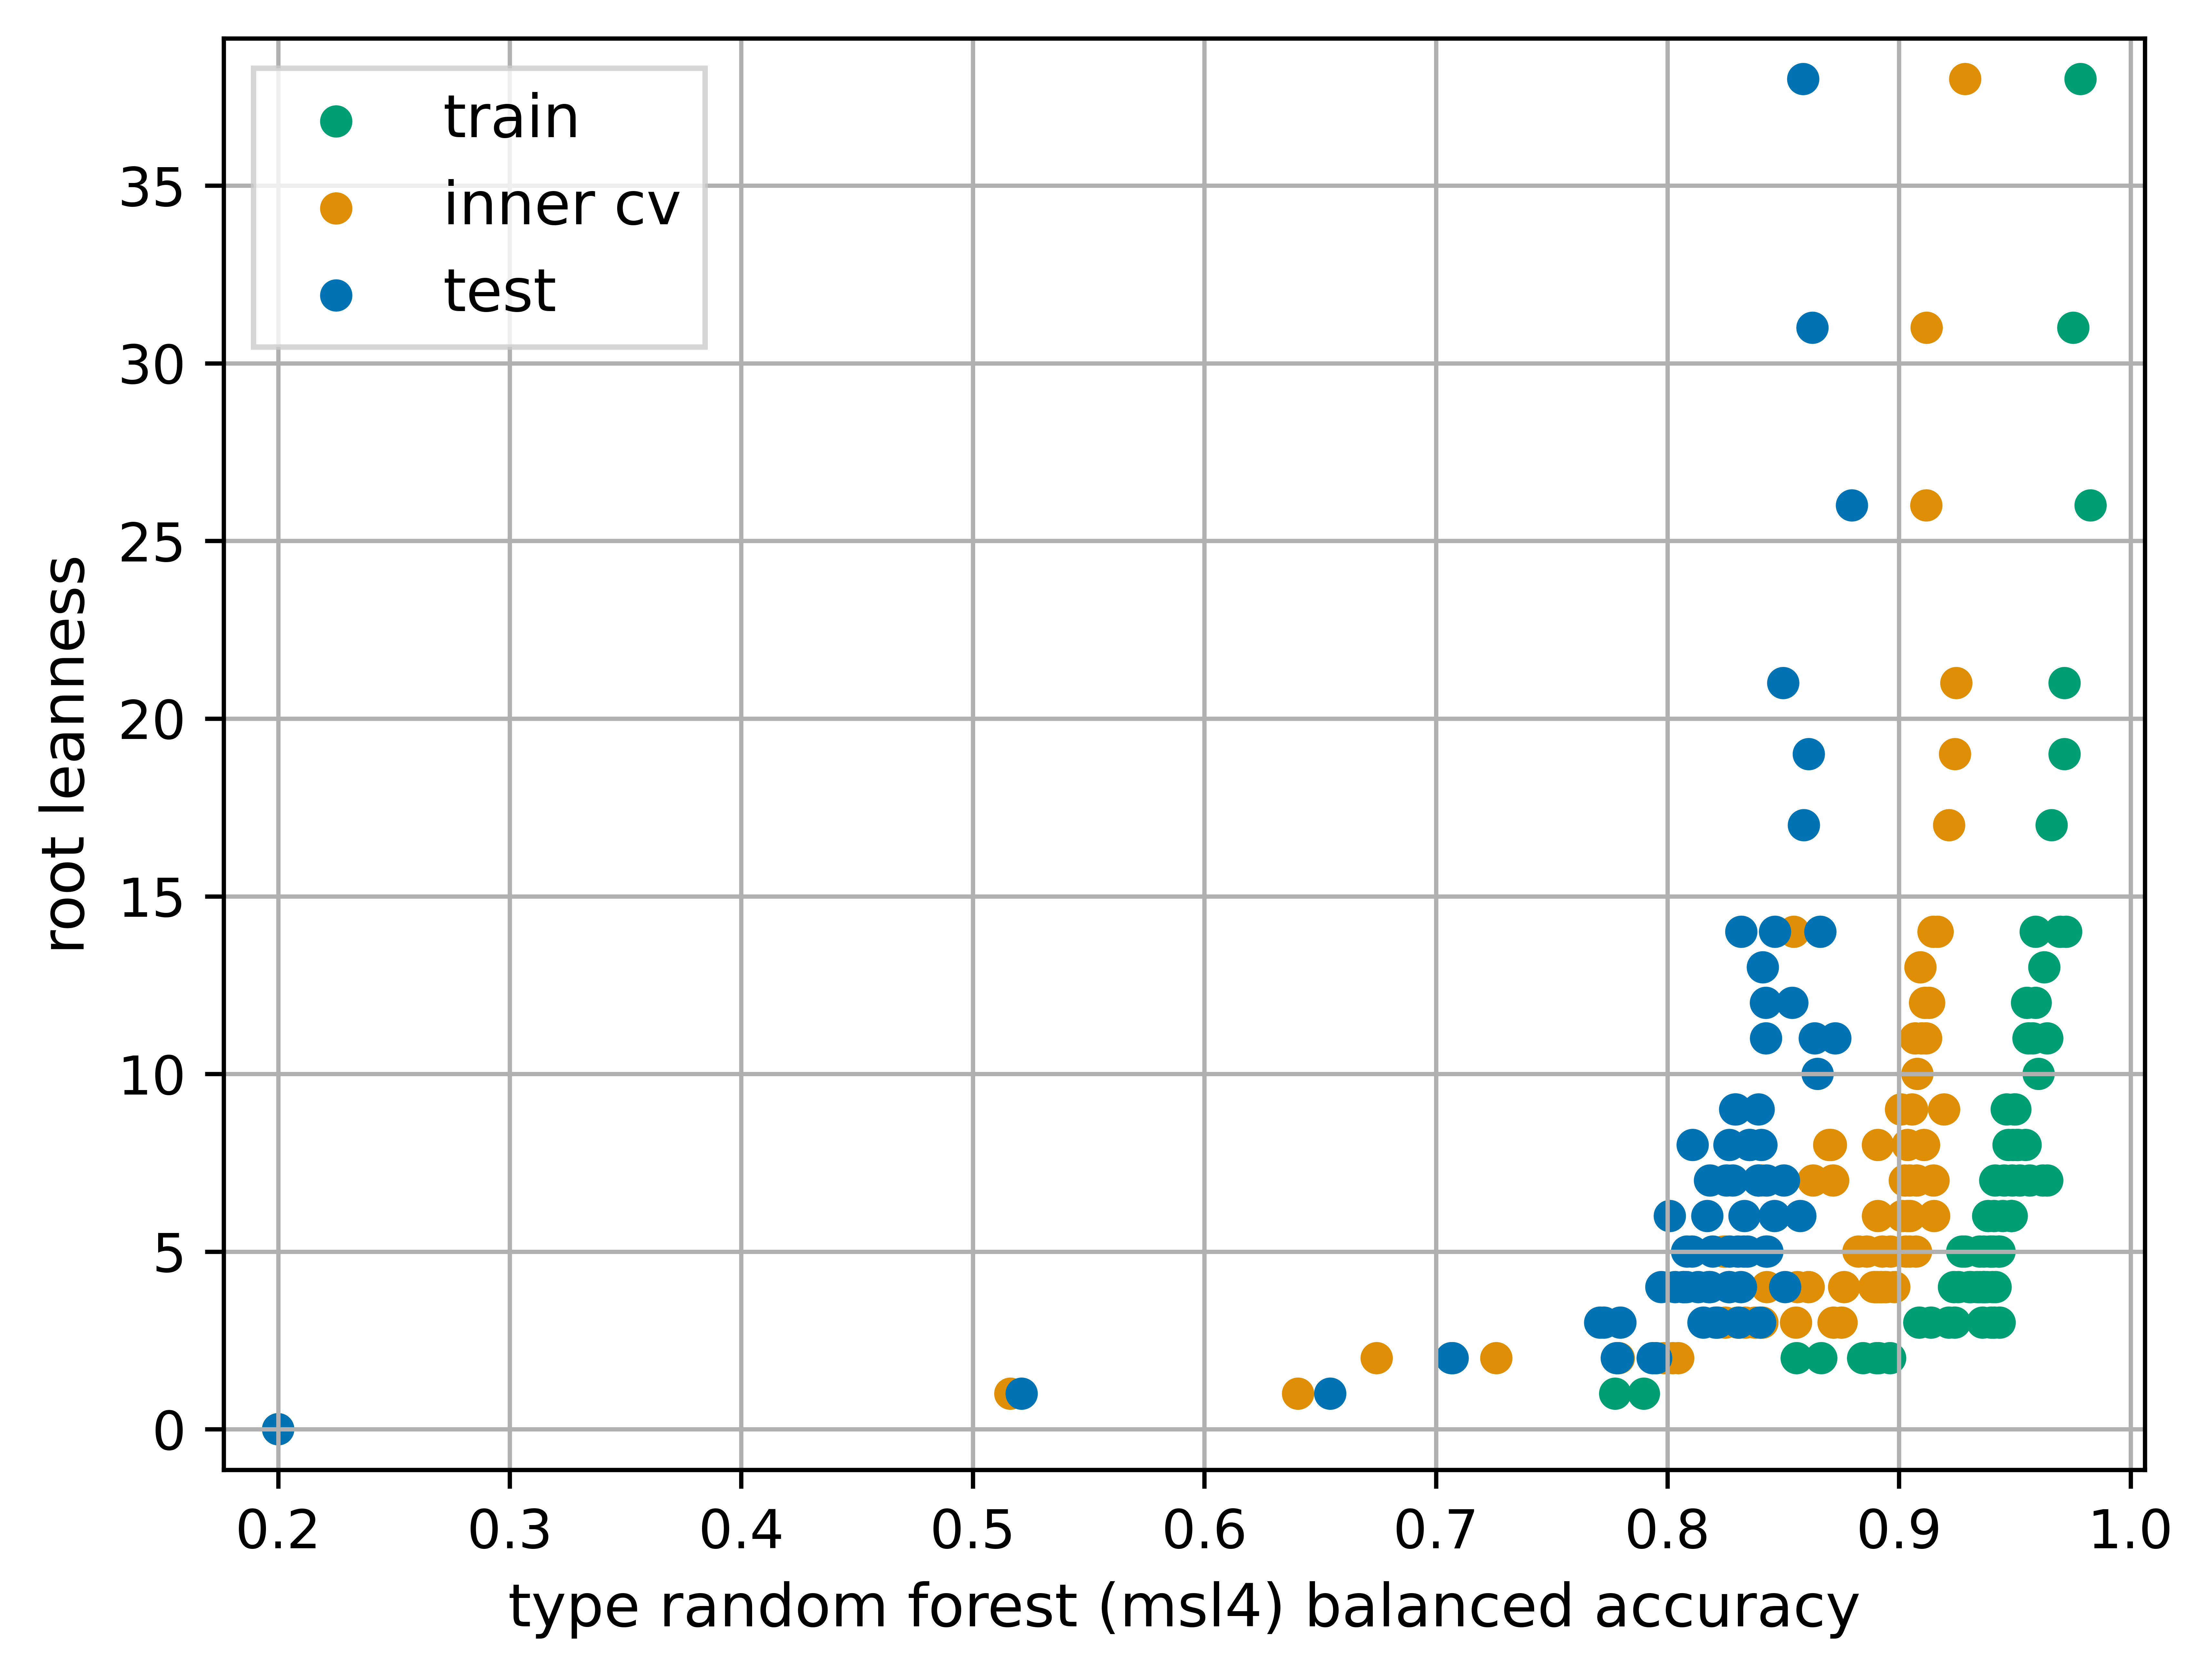 train
inner cv
test
35
30
25
20
15
10
5
0
root leanness
0.2 0.3 0.4 0.5 0.6 0.7 0.8 0.9 1.0
type random forest (msl4) balanced accuracy